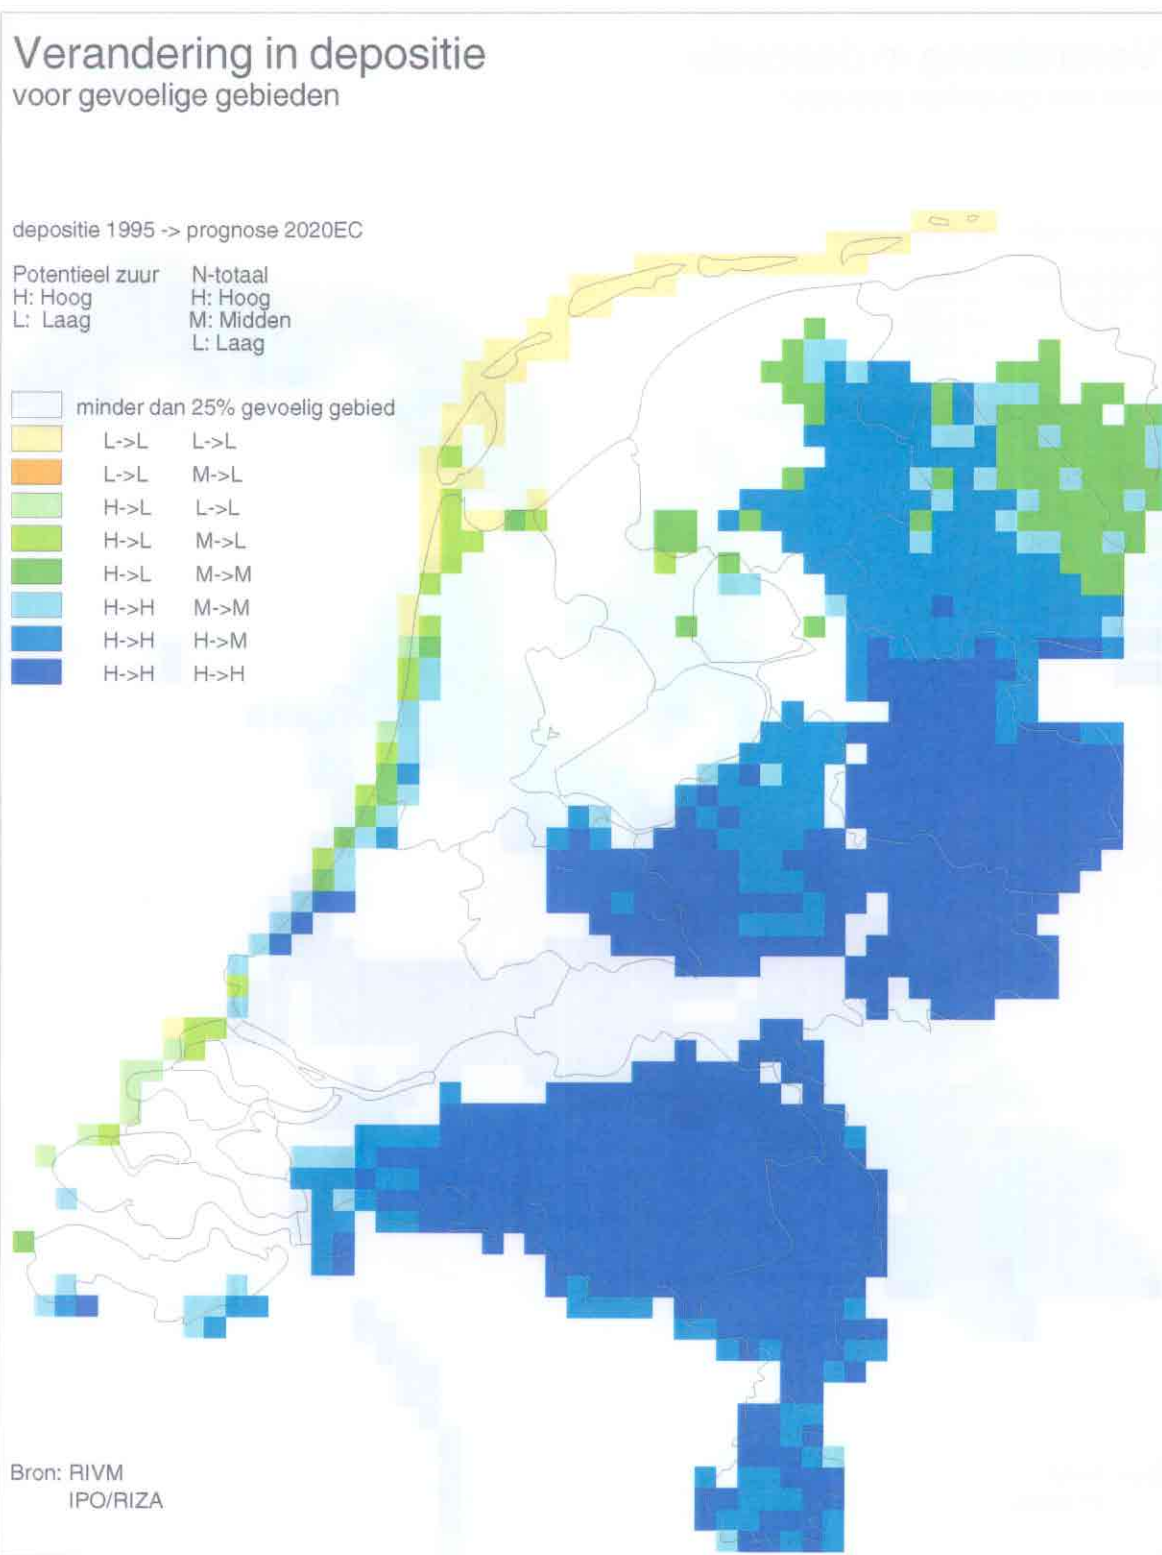 Verandering in depositie
voor gevoelige gebieden
depositie 1995 -> prognose 2020EC
Potentieel zuur N-totaal
H: Hoog H: Hoog
L: Laag M: Midden
L: Laag
minder dan 25% gevoelig gebied
L->L L->L
L->L M->L
H->L L->L
H->L M->L
H->L M->M
H->H M->M
H->H H->M
H->H H->H
Bron: RIVM
IPO/RIZA